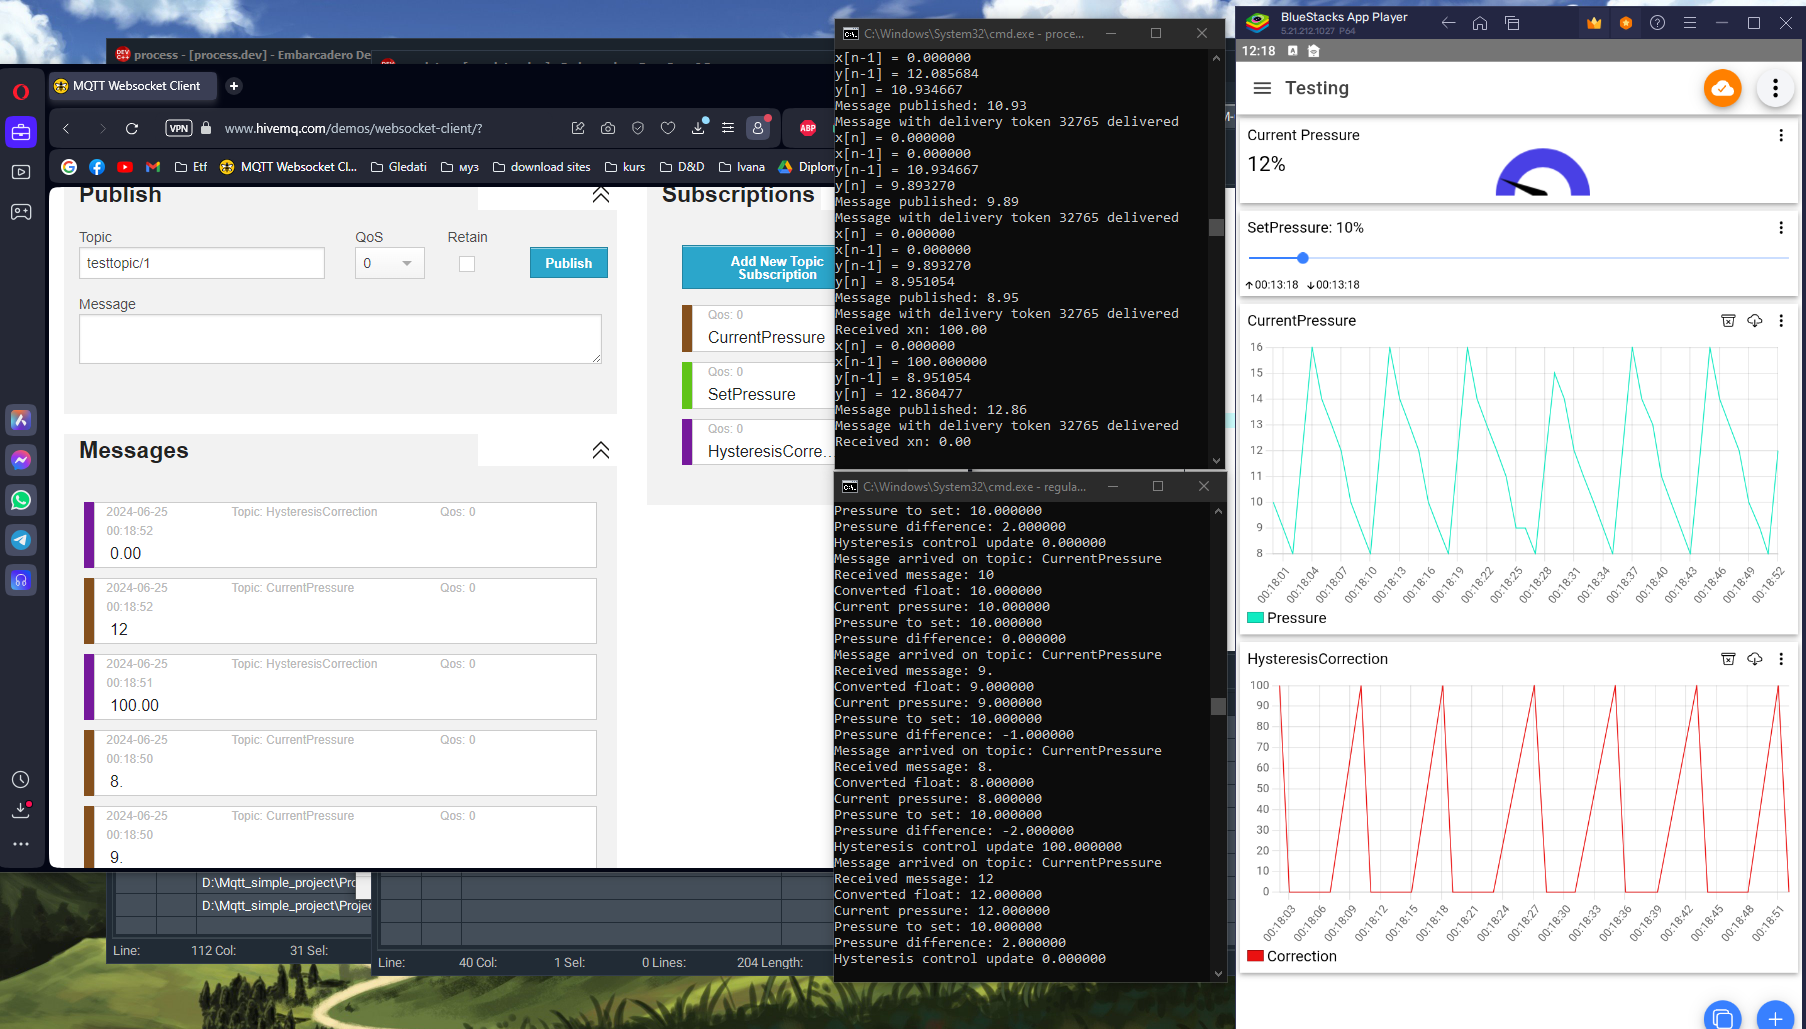 process - [process.dev] - Embarcadero De
MQTT Websocket Client
VPN
www.hivemq.com/demos/websocket-client/?
ABP
Etf
MQTT Websocket Cl...
Gledati
муз
download sites
kurs
D&D
Ivana
Diplon
Publish
Topic
QoS
Retain
testtopic/1
0
Publish
Message
Subscriptions
Add New Topic
Subscription
Qos: 0
CurrentPressure
Qos: 0
SetPressure
Qos: 0
HysteresisCorre...
Messages
2024-06-25 Topic: HysteresisCorrection Qos: 0
00:18:52
0.00
2024-06-25 Topic: CurrentPressure Qos: 0
00:18:52
12
2024-06-25 Topic: HysteresisCorrection Qos: 0
00:18:51
100.00
2024-06-25 Topic: CurrentPressure Qos: 0
00:18:50
8.
2024-06-25 Topic: CurrentPressure Qos: 0
00:18:50
9.
D:\Mqtt_simple_project\Pro
D:\Mqtt_simple_project\Projec
Line: 112 Col: 31 Sel:
Line: 40 Col: 1 Sel: 0 Lines: 204 Length:
C:\Windows\System32\cmd.exe - proce...
x[n-1] = 0.000000
y[n-1] = 12.085684
y[n] = 10.934667
Message published: 10.93
Message with delivery token 32765 delivered
x[n] = 0.000000
x[n-1] = 0.000000
y[n-1] = 10.934667
y[n] = 9.893270
Message published: 9.89
Message with delivery token 32765 delivered
x[n] = 0.000000
x[n-1] = 0.000000
y[n-1] = 9.893270
y[n] = 8.951054
Message published: 8.95
Message with delivery token 32765 delivered
Received xn: 100.00
x[n] = 0.000000
x[n-1] = 100.000000
y[n-1] = 8.951054
y[n] = 12.860477
Message published: 12.86
Message with delivery token 32765 delivered
Received xn: 0.00
C:\Windows\System32\cmd.exe - regula...
Pressure to set: 10.000000
Pressure difference: 2.000000
Hysteresis control update 0.000000
Message arrived on topic: CurrentPressure
Received message: 10
Converted float: 10.000000
Current pressure: 10.000000
Pressure to set: 10.000000
Pressure difference: 0.000000
Message arrived on topic: CurrentPressure
Received message: 9.
Converted float: 9.000000
Current pressure: 9.000000
Pressure to set: 10.000000
Pressure difference: -1.000000
Message arrived on topic: CurrentPressure
Received message: 8.
Converted float: 8.000000
Current pressure: 8.000000
Pressure to set: 10.000000
Pressure difference: -2.000000
Hysteresis control update 100.000000
Message arrived on topic: CurrentPressure
Received message: 12
Converted float: 12.000000
Current pressure: 12.000000
Pressure to set: 10.000000
Pressure difference: 2.000000
Hysteresis control update 0.000000
BlueStacks App Player
5.21.212.1027 P64
12:18
Testing
Current Pressure
12%
SetPressure: 10%
↑00:13:18 ↓00:13:18
CurrentPressure
16
15
14
13
12
11
10
9
8
00:18:01 00:18:04 00:18:07 00:18:10 00:18:13 00:18:16 00:18:19 00:18:22 00:18:25 00:18:28 00:18:31 00:18:34 00:18:37 00:18:40 00:18:43 00:18:46 00:18:49 00:18:52
Pressure
HysteresisCorrection
100
90
80
70
60
50
40
30
20
10
0
00:18:03 00:18:06 00:18:09 00:18:12 00:18:15 00:18:18 00:18:21 00:18:24 00:18:27 00:18:30 00:18:33 00:18:36 00:18:39 00:18:42 00:18:45 00:18:48 00:18:51
Correction